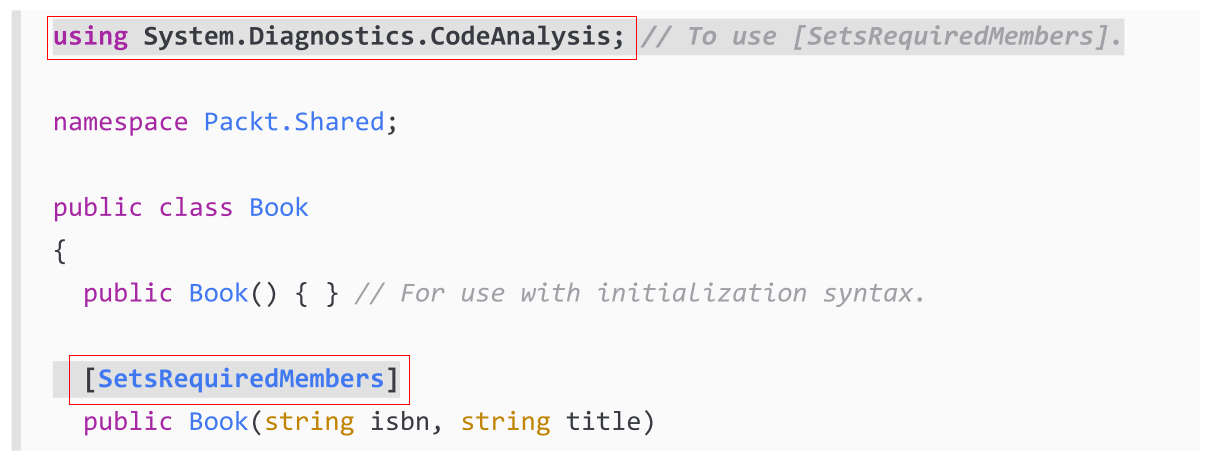 using System.Diagnostics.CodeAnalysis; // To use [SetsRequiredMembers].
namespace Packt.Shared;
public class Book
{
public Book() { } // For use with initialization syntax.
[SetsRequiredMembers]
public Book(string isbn, string title)